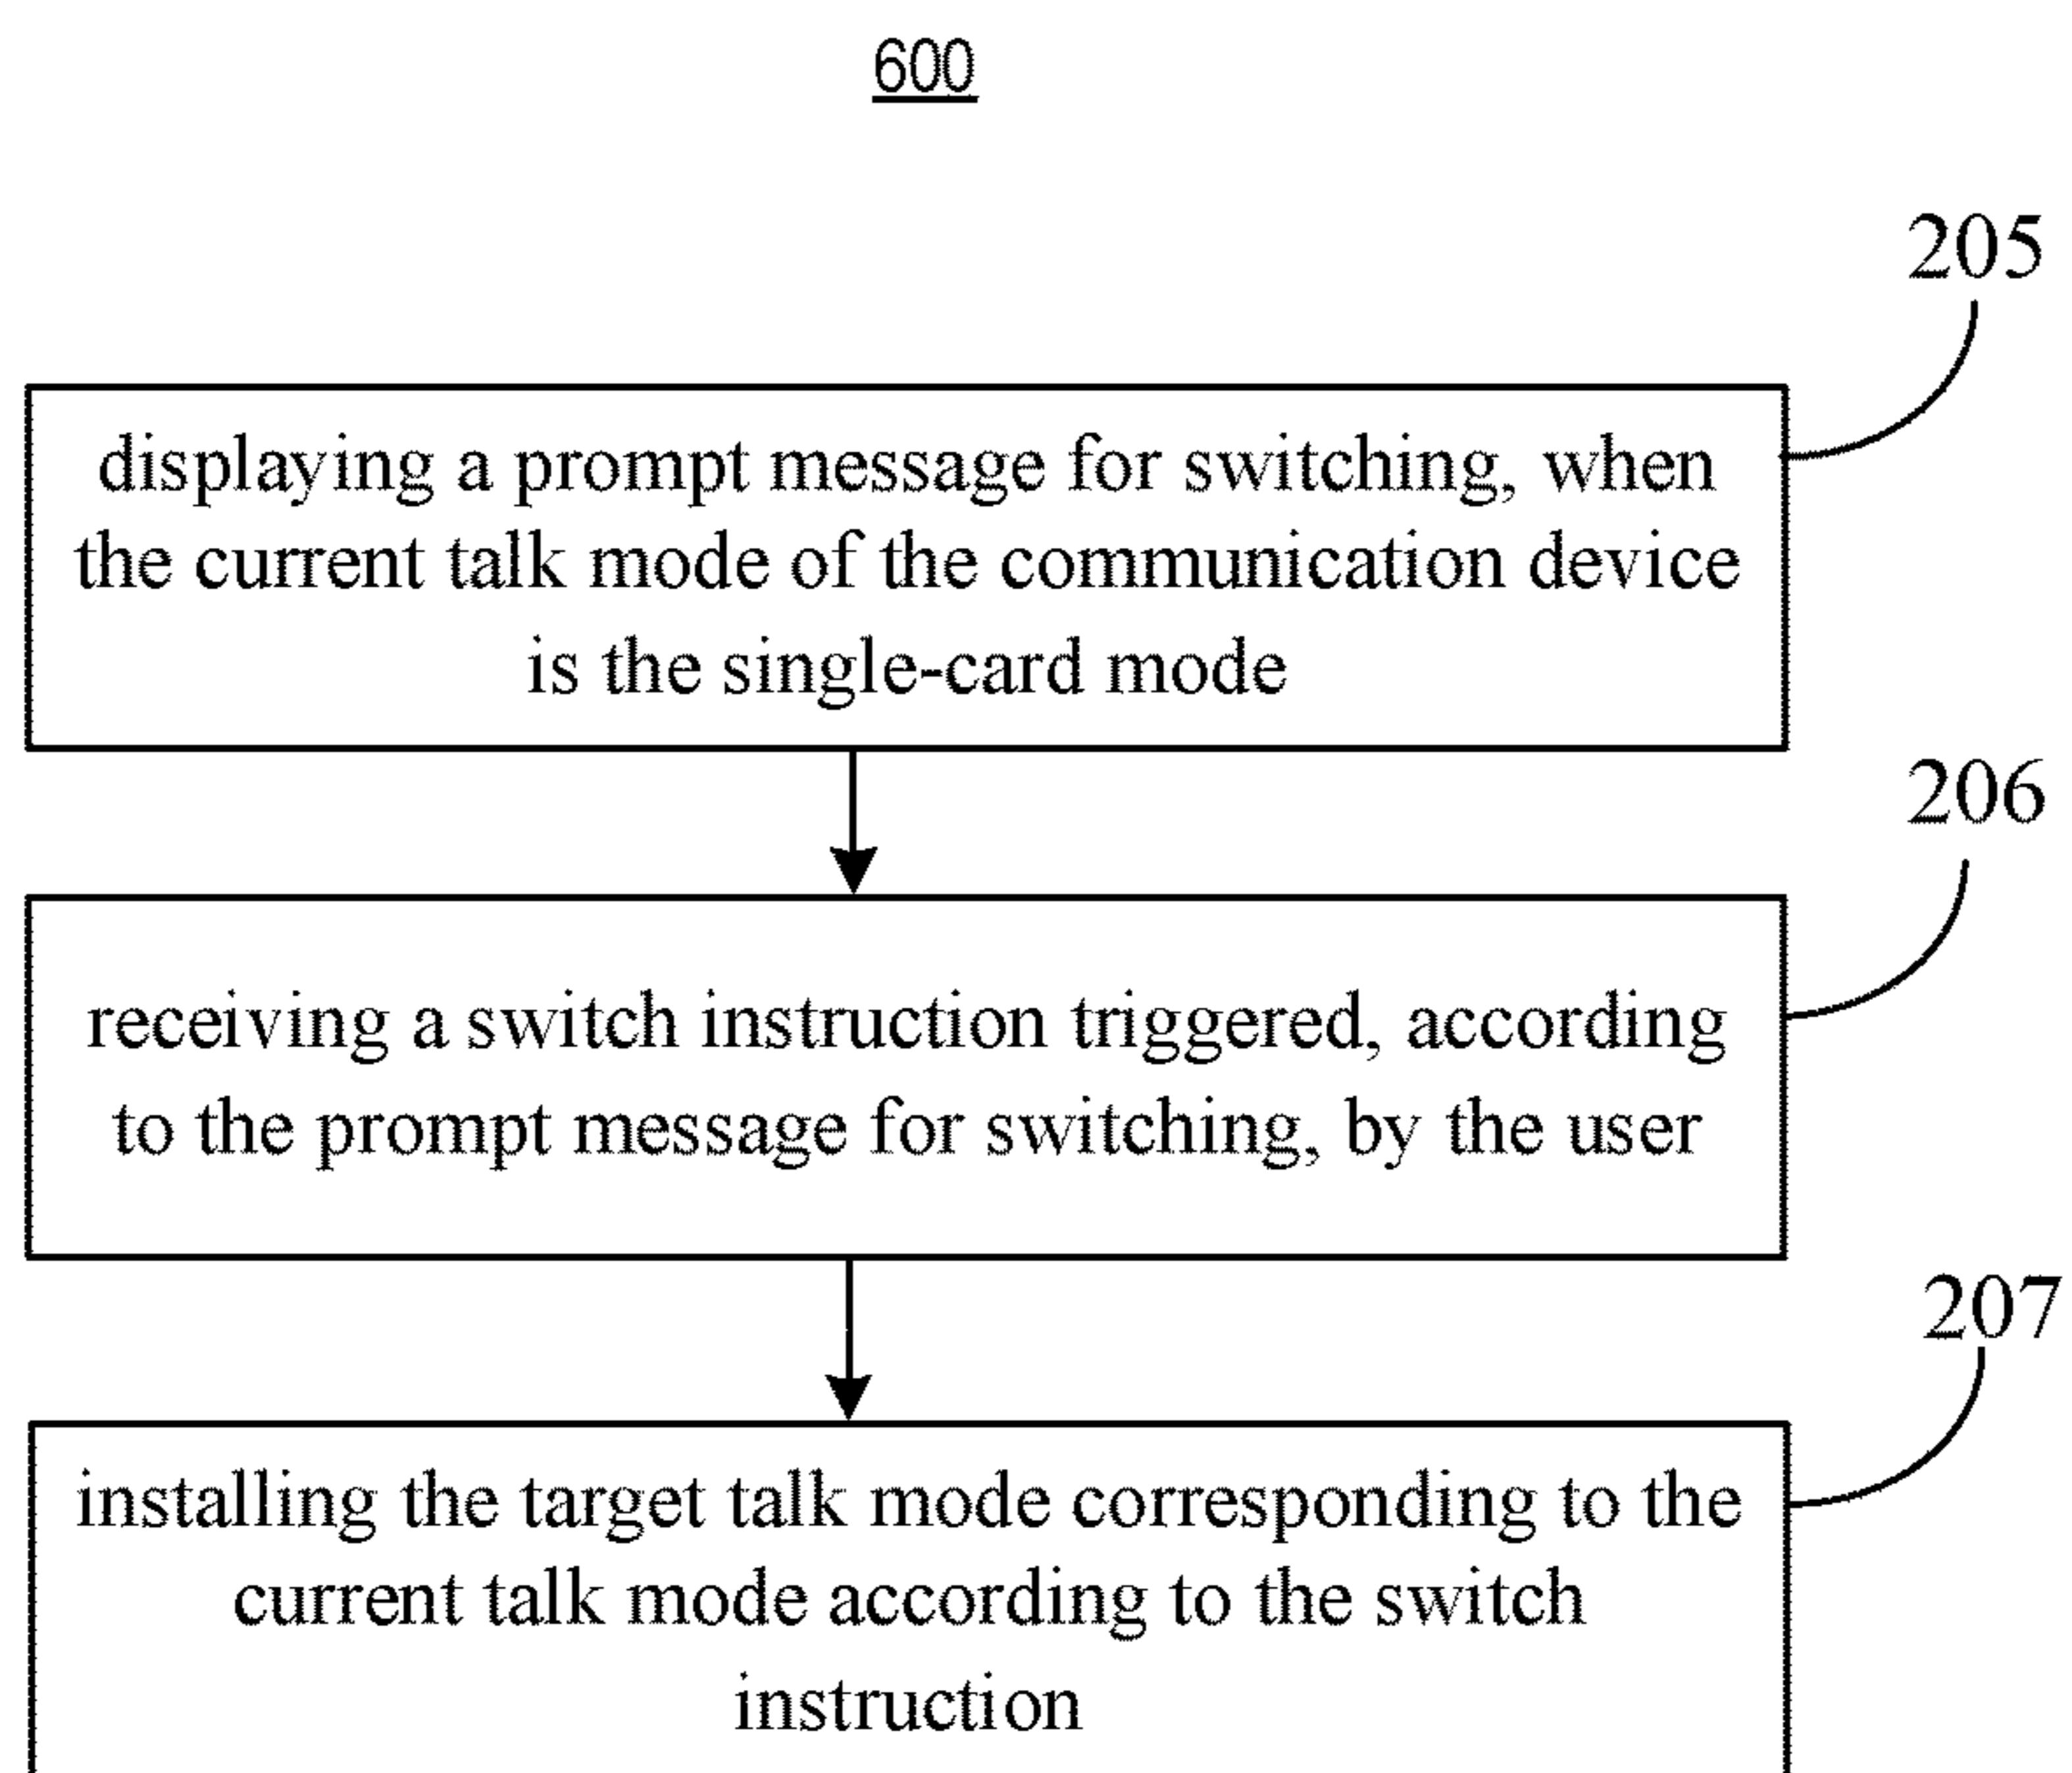 600
205
displaying a prompt message for switching, when
the current talk mode of the communication device
is the single-card mode
206
receiving a switch instruction triggered, according
to the prompt message for switching, by the user
207
installing the target talk mode corresponding to the
current talk mode according to the switch
instruction